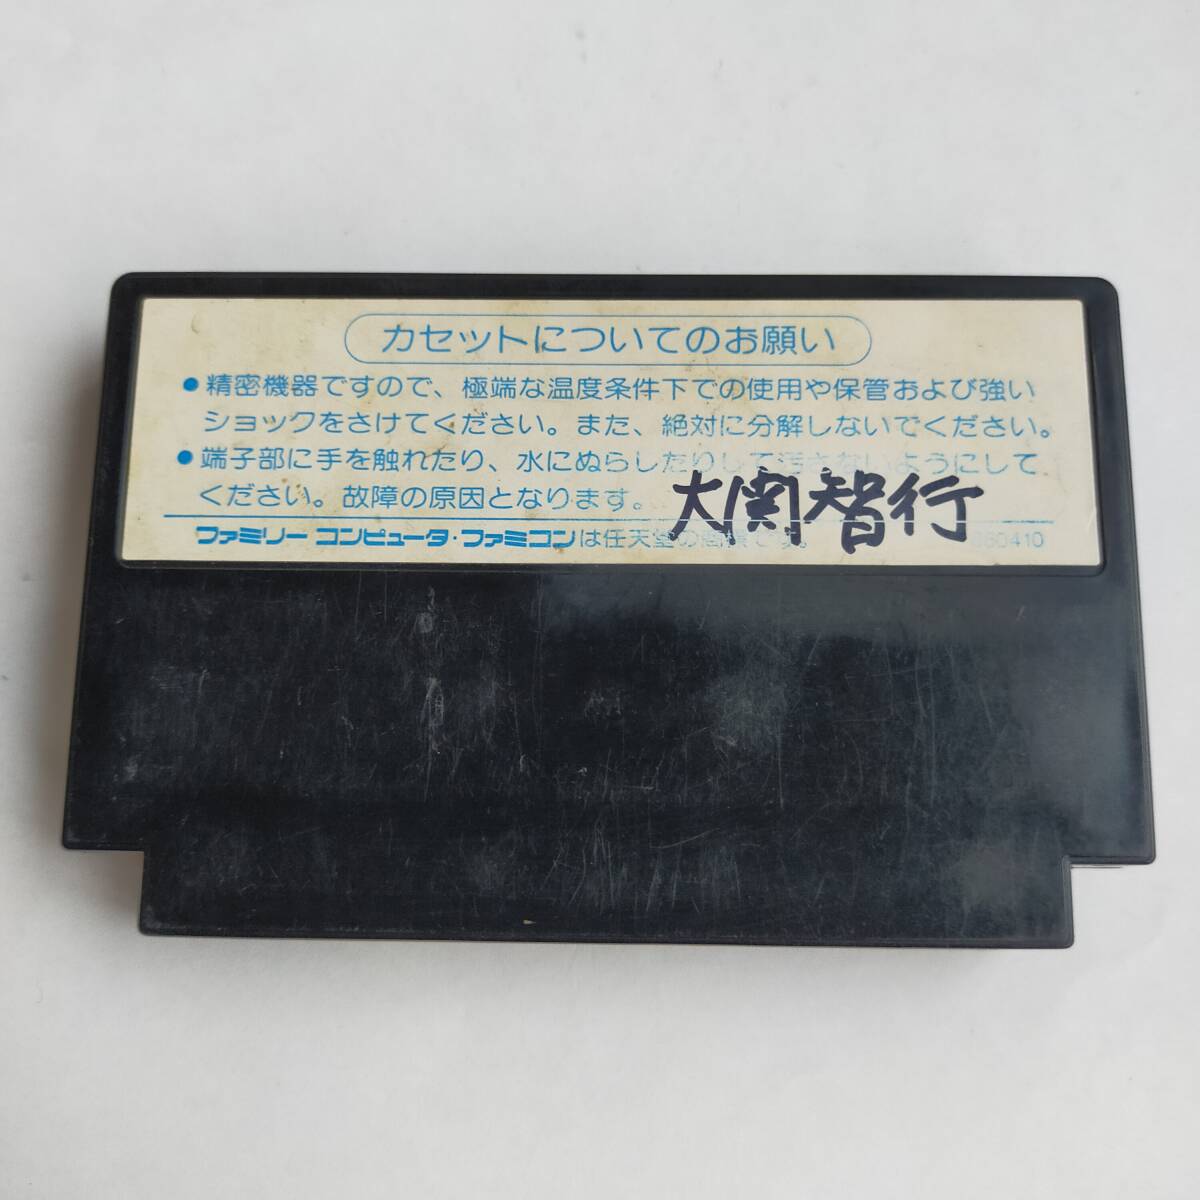 カセットについてのお願い
●精密機器ですので、極端な温度条件下での使用や保管および強い
ショックをさけてください。また、絶対に分解しないでください。
●端子部に手を触れたり、水にぬらしたりして汚さないようにして
ください。故障の原因となります。
大関智行
ファミリーコンピュータ・ファミコンは任天堂の商標です。
860410